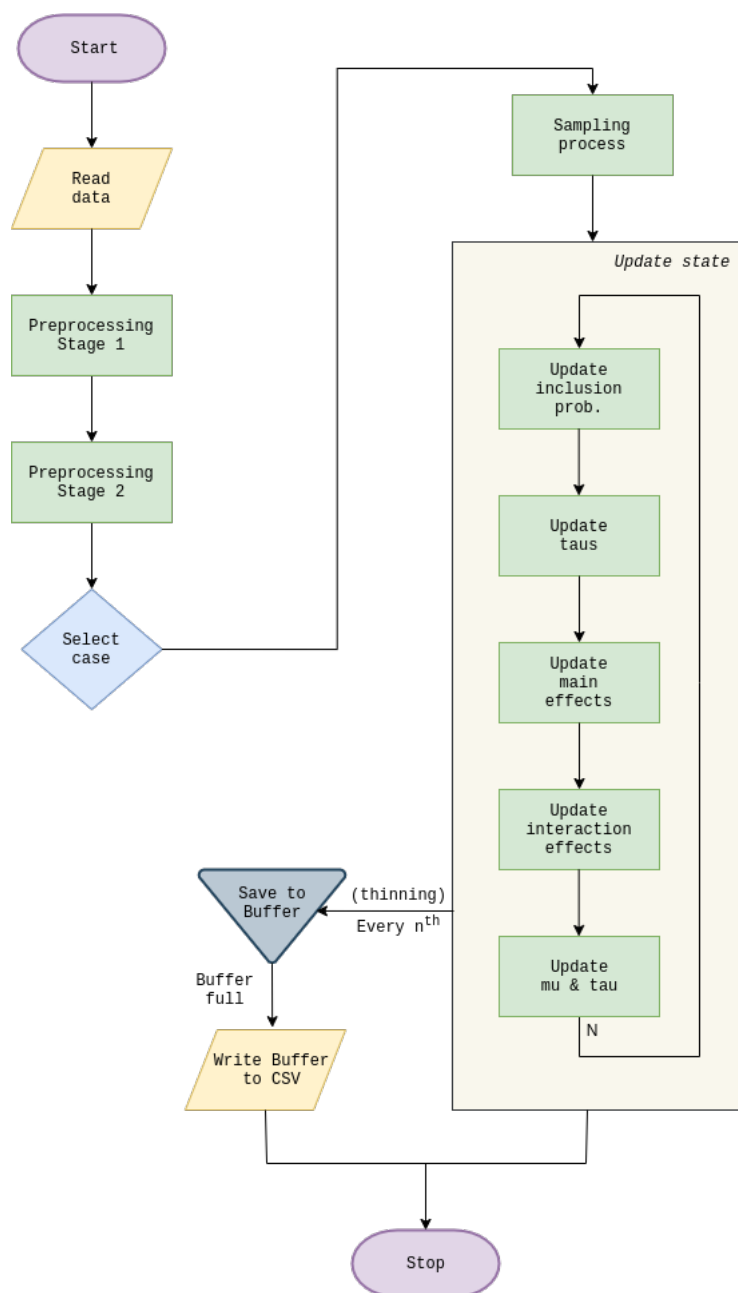 Start
Read
data
Preprocessing
Stage 1
Preprocessing
Stage 2
Select
case
Sampling
process
Update state
Update
inclusion
prob.
Update
taus
Update
main
effects
Update
interaction
effects
Update
mu & tau
N
(thinning)
Every nth
Save to
Buffer
Buffer
full
Write Buffer
to CSV
Stop